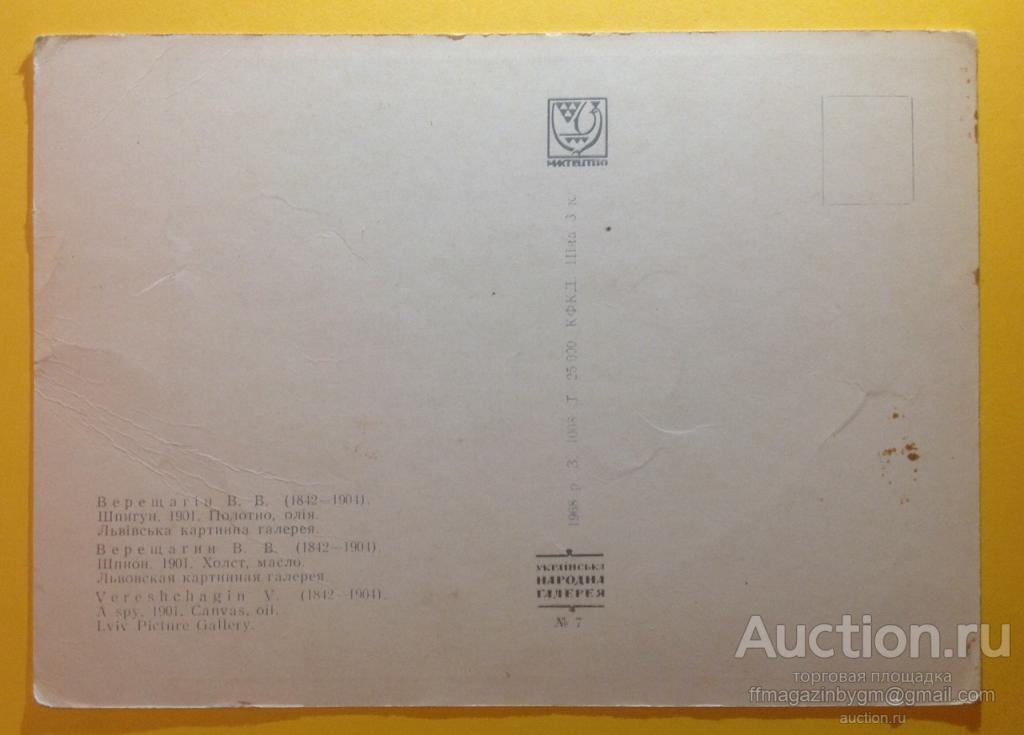 МИСТЕЦТВО
1968 р. З. 1008. Т. 25 000 КФКД. Ціна 3 к.
Верещагін В. В. (1842—1904).
Шпигун. 1901. Полотно, олія.
Львівська картинна галерея.
Верещагин В. В. (1842—1904).
Шпион. 1901. Холст, масло.
Львовская картинная галерея.
Vereshchagin V. (1842—1904).
A spy. 1901. Canvas, oil.
Lviv Picture Gallery.
УКРАЇНСЬКА
НАРОДНА
ГАЛЕРЕЯ
№ 7
Auction.ru
торговая площадка
ffmagazinbygm@gmail.com
auction.ru